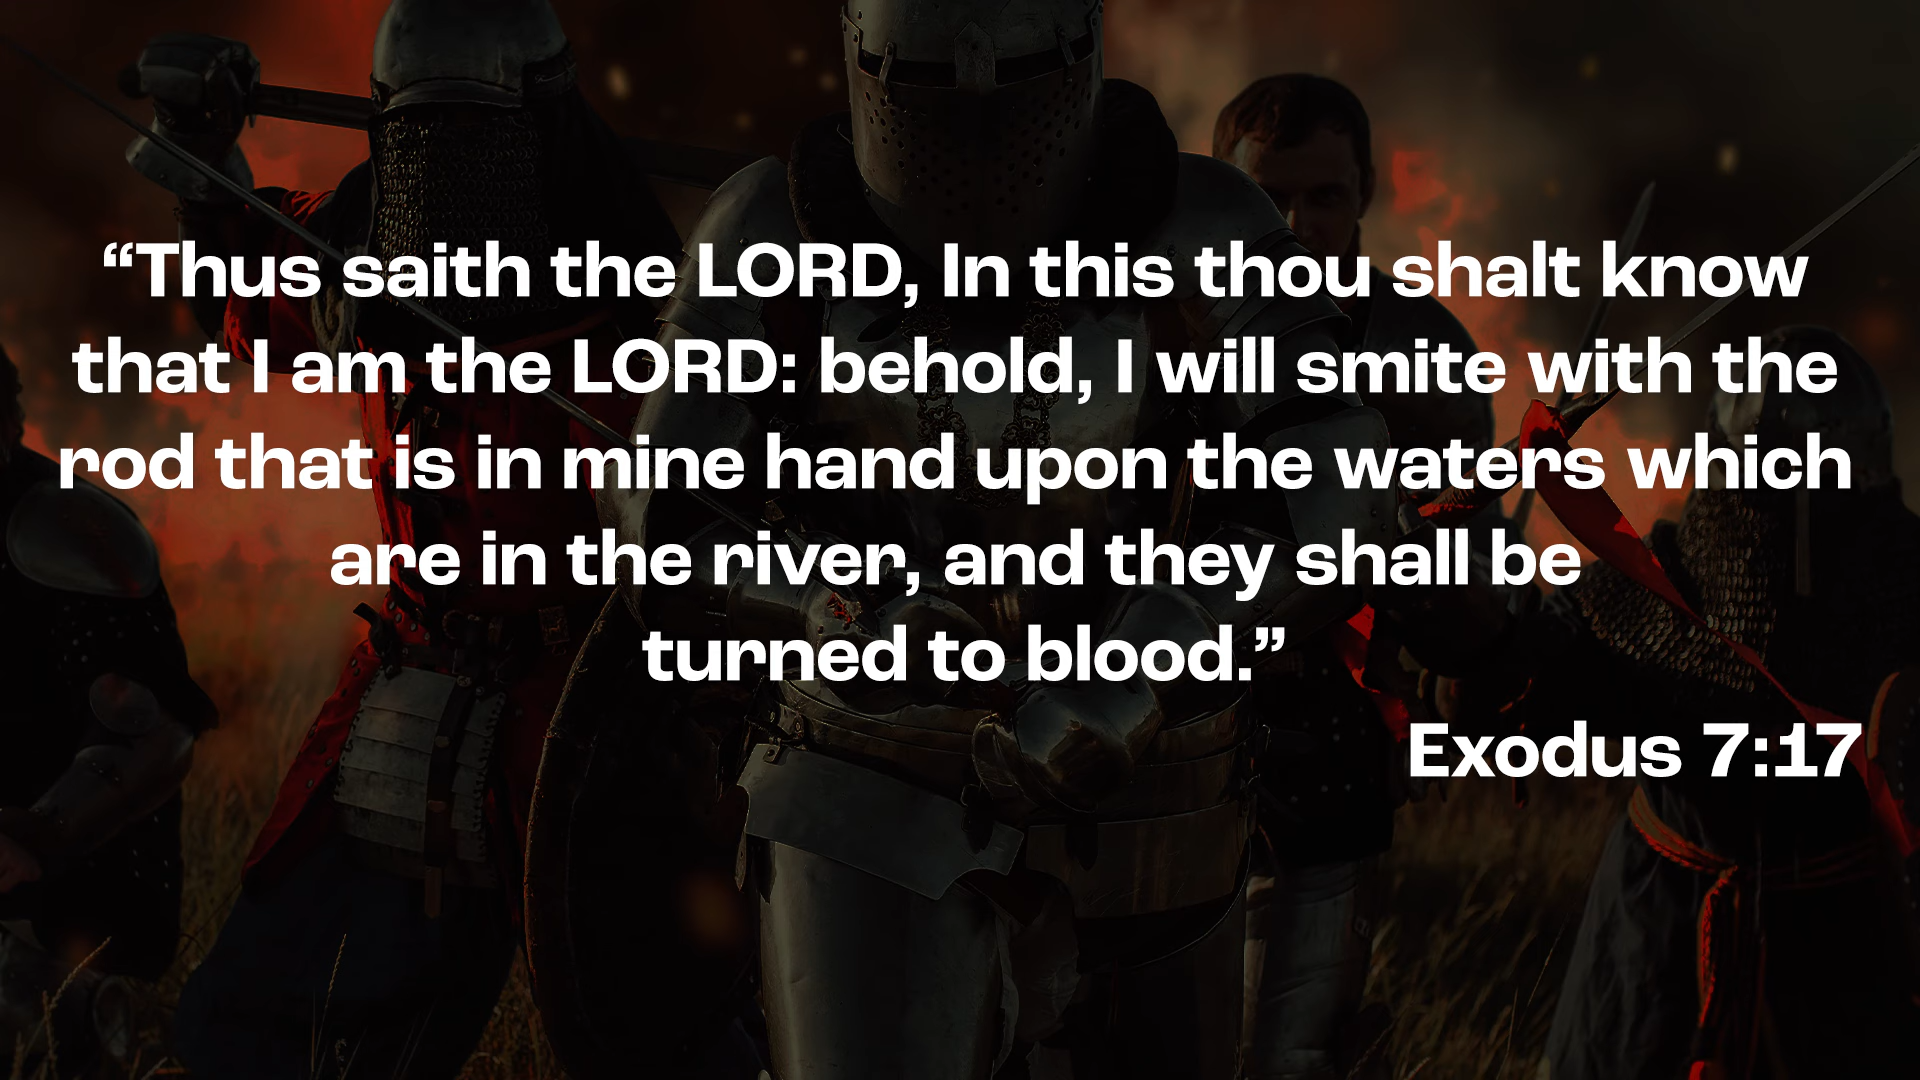 “Thus saith the LORD, In this thou shalt know
that I am the LORD: behold, I will smite with the
rod that is in mine hand upon the waters which
are in the river, and they shall be
turned to blood.”
Exodus 7:17